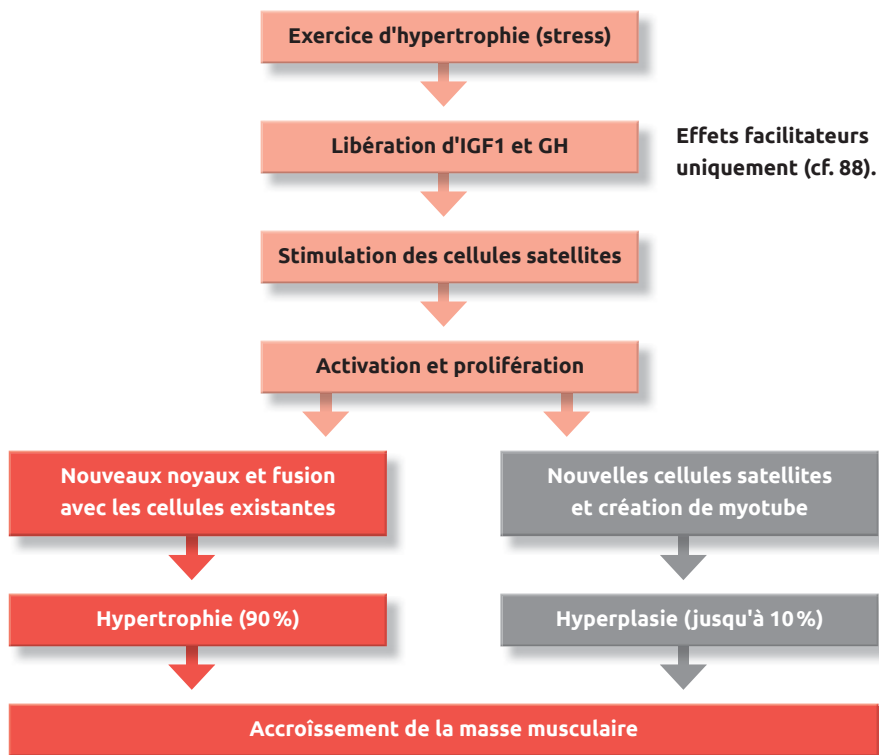 Exercice d'hypertrophie (stress)
Libération d'IGF1 et GH
Effets facilitateurs
uniquement (cf. 88).
Stimulation des cellules satellites
Activation et prolifération
Nouveaux noyaux et fusion
avec les cellules existantes
Nouvelles cellules satellites
et création de myotube
Hypertrophie (90 %)
Hyperplasie (jusqu'à 10 %)
Accroîssement de la masse musculaire